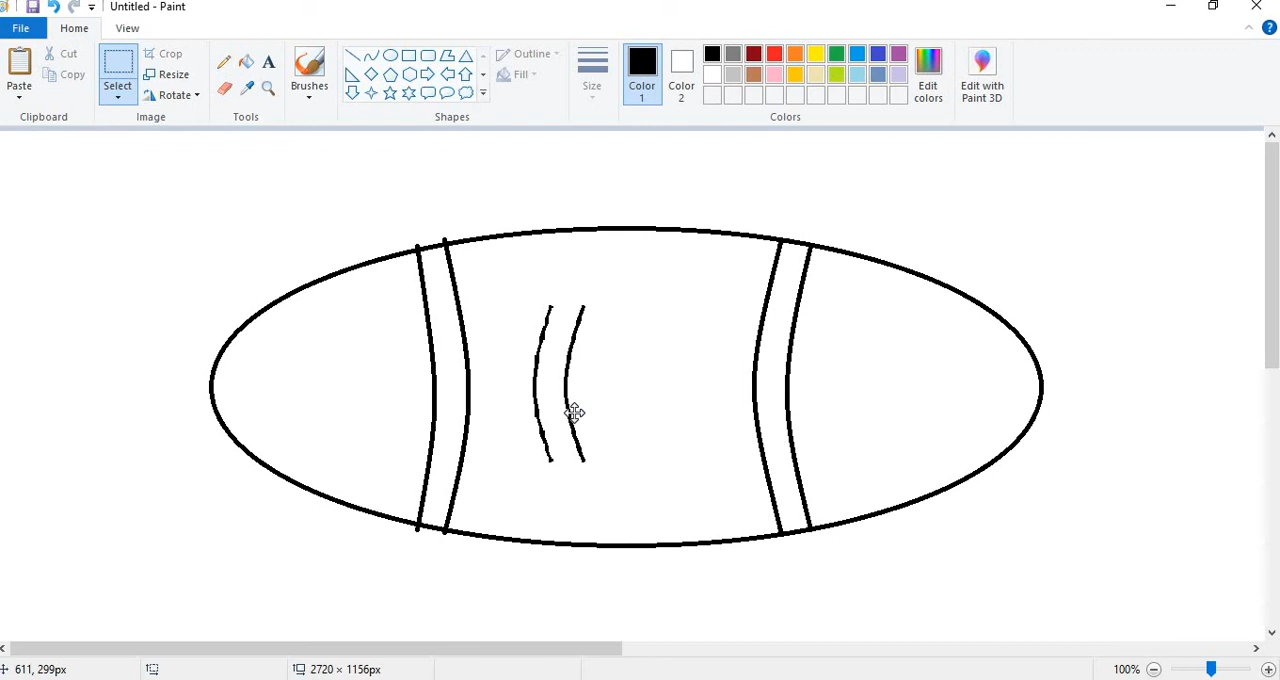 Untitled - Paint
File
Home
View
Paste
Cut
Copy
Clipboard
Select
Crop
Resize
Rotate
Image
A
Tools
Brushes
Outline
Fill
Shapes
Size
Color 1
Color 2
Edit colors
Colors
Edit with Paint 3D
611, 299px
2720 × 1156px
100%